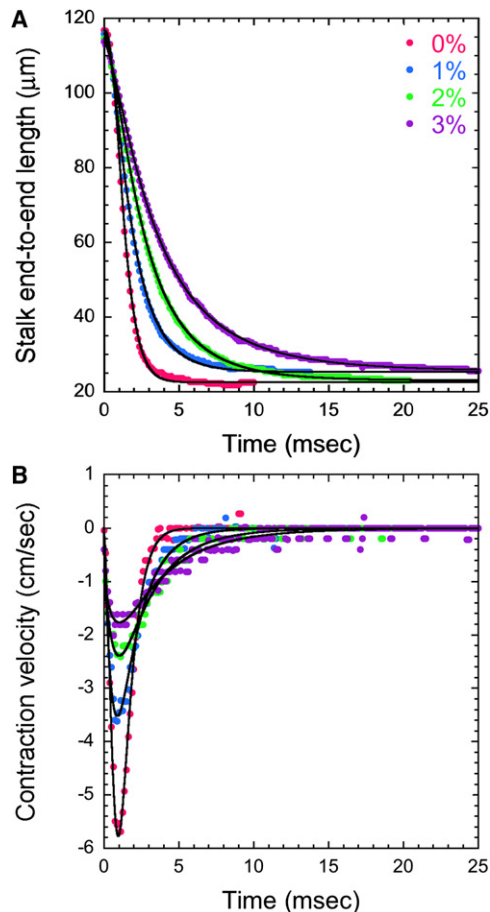 A
120
100
80
60
40
20
0%
1%
2%
3%
Stalk end-to-end length (μm)
0 5 10 15 20 25
Time (msec)
B
1
0
-1
-2
-3
-4
-5
-6
Contraction velocity (cm/sec)
0 5 10 15 20 25
Time (msec)